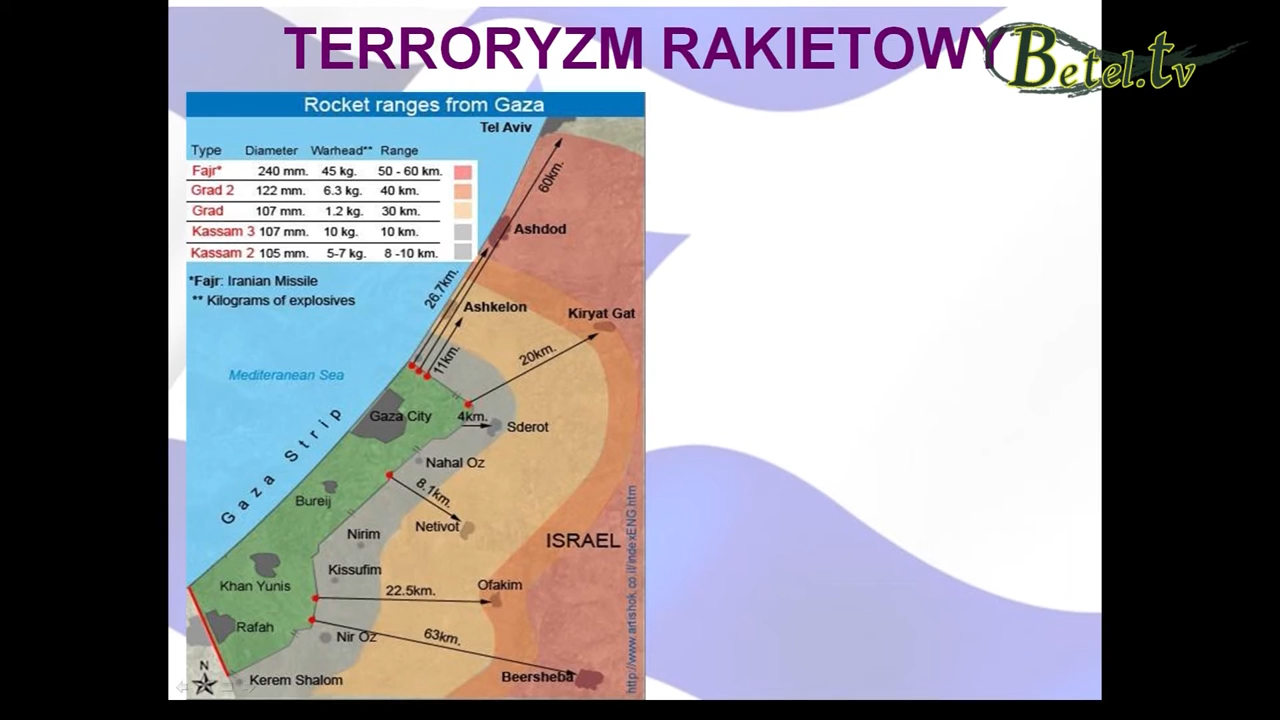 TERRORYZM RAKIETOWY
Betel.tv
Rocket ranges from Gaza
Tel Aviv
Type Diameter Warhead** Range
Fajr* 240 mm. 45 kg. 50 - 60 km.
Grad 2 122 mm. 6.3 kg. 40 km.
Grad 107 mm. 1.2 kg. 30 km.
Kassam 3 107 mm. 10 kg. 10 km.
Kassam 2 105 mm. 5-7 kg. 8 -10 km.
*Fajr: Iranian Missile
** Kilograms of explosives
60km.
Ashdod
26.7km.
Ashkelon
Kiryat Gat
11km.
20km.
Mediteranean Sea
Gaza Strip
Gaza City
4km.
Sderot
Nahal Oz
8.1km.
Bureij
Netivot
Nirim
ISRAEL
Kissufim
Khan Yunis
22.5km.
Ofakim
Rafah
Nir Oz
63km.
N
Kerem Shalom
Beersheba
http://www.artishok.co.il/indexENG.htm